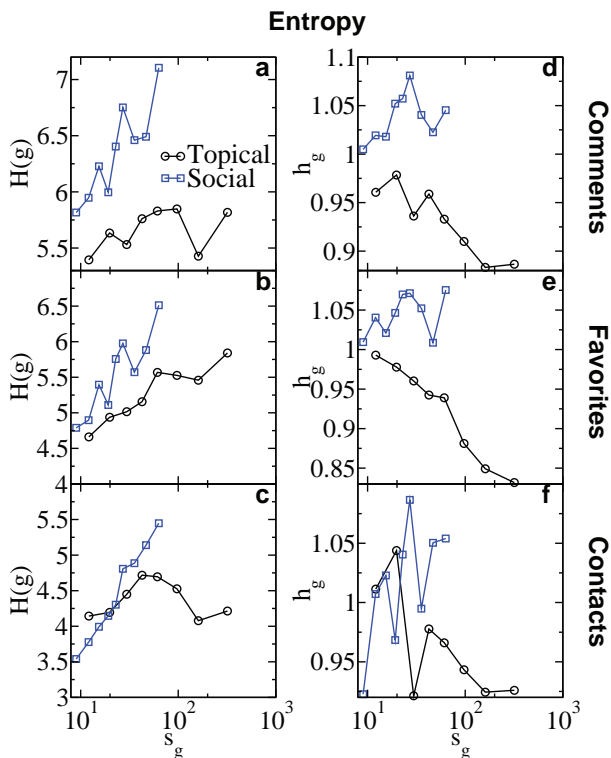 Entropy
a
7
6.5
6
5.5
H(g)
Topical
Social
d
1.1
1.05
1
0.95
0.9
h_g
Comments
b
6.5
6
5.5
5
4.5
4
H(g)
e
1.05
1
0.95
0.9
0.85
h_g
Favorites
c
5.5
5
4.5
4
3.5
3
H(g)
10^1
10^2
10^3
s_g
f
1.05
1
0.95
h_g
10^1
10^2
10^3
s_g
Contacts